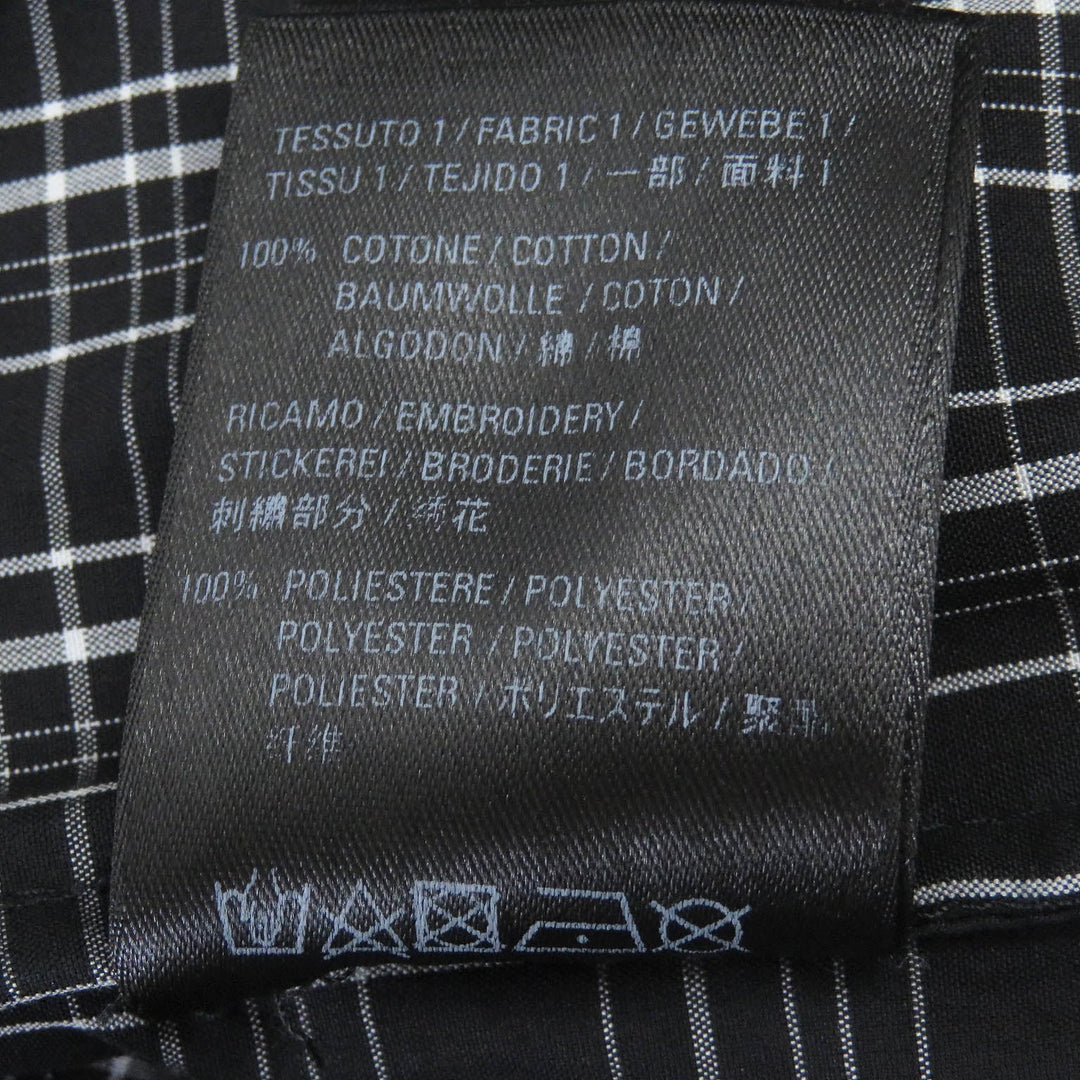 TESSUTO 1 / FABRIC 1 / GEWEBE 1 /
TISSU 1 / TEJIDO 1 / 一部 / 面料 1
100% COTONE / COTTON /
BAUMWOLLE / COTON /
ALGODON / 綿 / 棉
RICAMO / EMBROIDERY /
STICKEREI / BRODERIE / BORDADO /
刺繍部分 / 绣花
100% POLIESTERE / POLYESTER /
POLYESTER / POLYESTER /
POLIESTER / ポリエステル / 聚酯
纤维